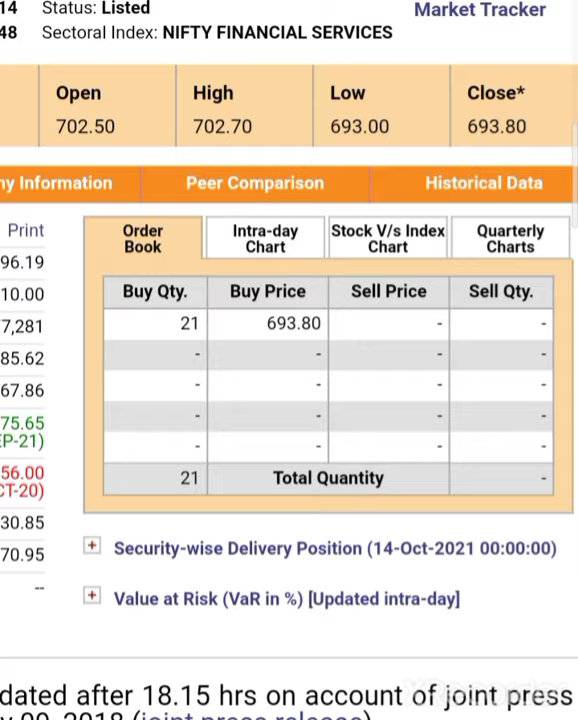 14 Status: Listed Market Tracker
48 Sectoral Index: NIFTY FINANCIAL SERVICES
Open High Low Close*
702.50 702.70 693.00 693.80
ny Information Peer Comparison Historical Data
Print
96.19
10.00
7,281
85.62
67.86
75.65
EP-21)
56.00
CT-20)
30.85
70.95
--
Order Book Intra-day Chart Stock V/s Index Chart Quarterly Charts
Buy Qty. Buy Price Sell Price Sell Qty.
21 693.80 - -
- - - -
- - - -
- - - -
- - - -
21 Total Quantity -
+ Security-wise Delivery Position (14-Oct-2021 00:00:00)
+ Value at Risk (VaR in %) [Updated intra-day]
dated after 18.15 hrs on account of joint press
2018 (joint press release)